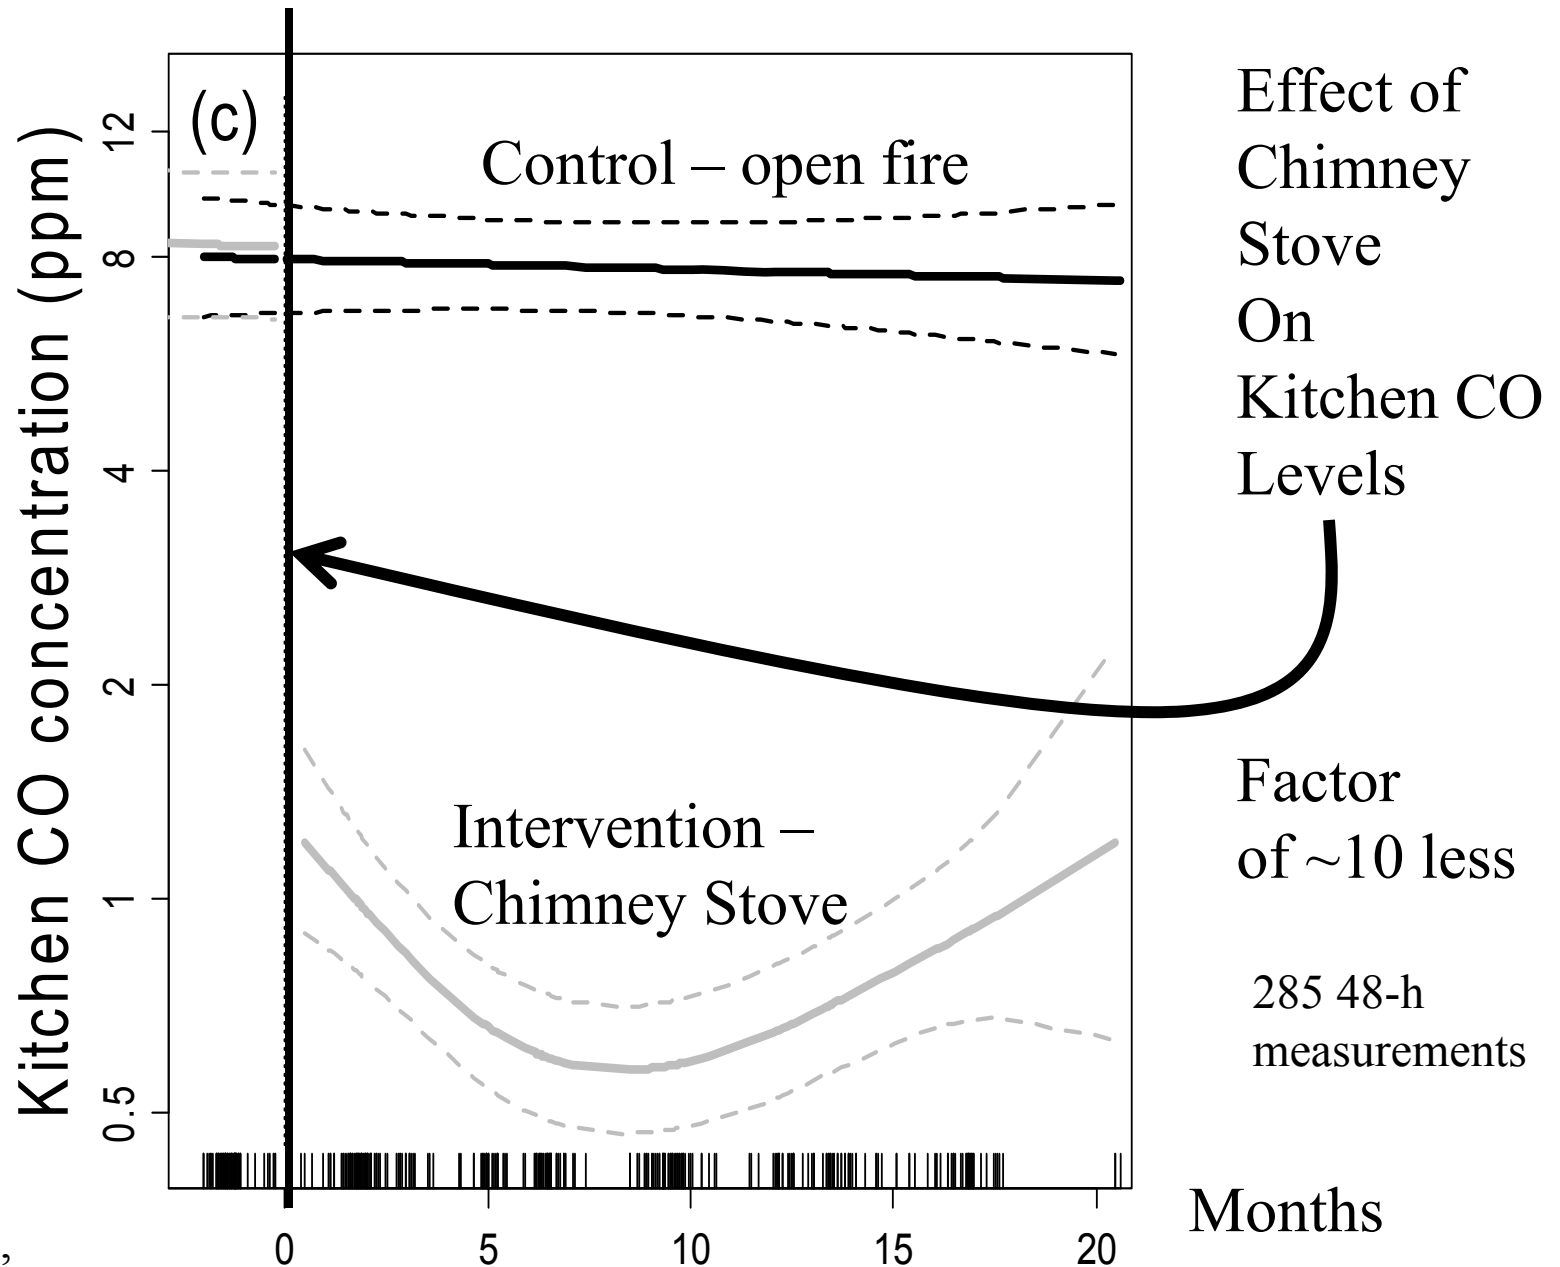 (c)
Control – open fire
Kitchen CO concentration (ppm)
12
8
4
2
1
0.5
Intervention –
Chimney Stove
0
5
10
15
20
Months
Effect of
Chimney
Stove
On
Kitchen CO
Levels
Factor
of ~10 less
285 48-h
measurements
,